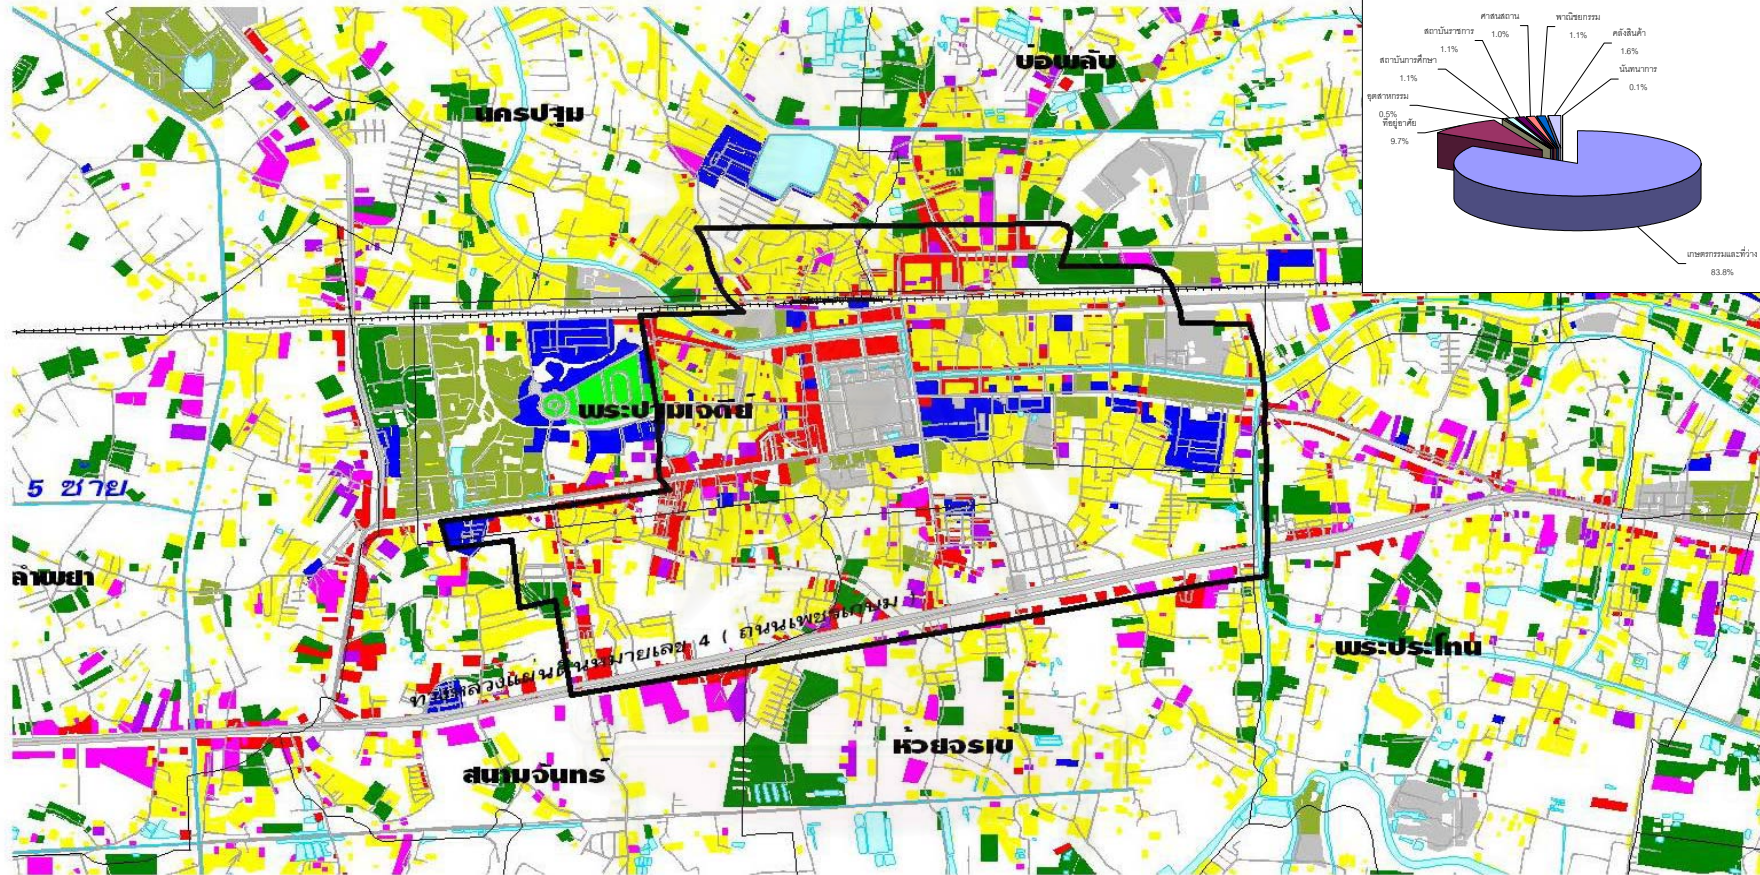 ศาสนสถาน
1.0%
พาณิชยกรรม
1.1%
สถาบันราชการ
1.1%
คลังสินค้า
1.6%
สถาบันการศึกษา
1.1%
นันทนาการ
0.1%
อุตสาหกรรม
0.5%
ที่อยู่อาศัย
9.7%
เกษตรกรรมและที่ว่าง
83.8%
บ่อพลับ
นครปฐม
พระปฐมเจดีย์
5 ธาย
ลำพยา
ทางหลวงแผ่นดินหมายเลข 4 ( ถนนเพชรเกษม )
พระประโทน
ห้วยจรเข้
สนามจันทร์